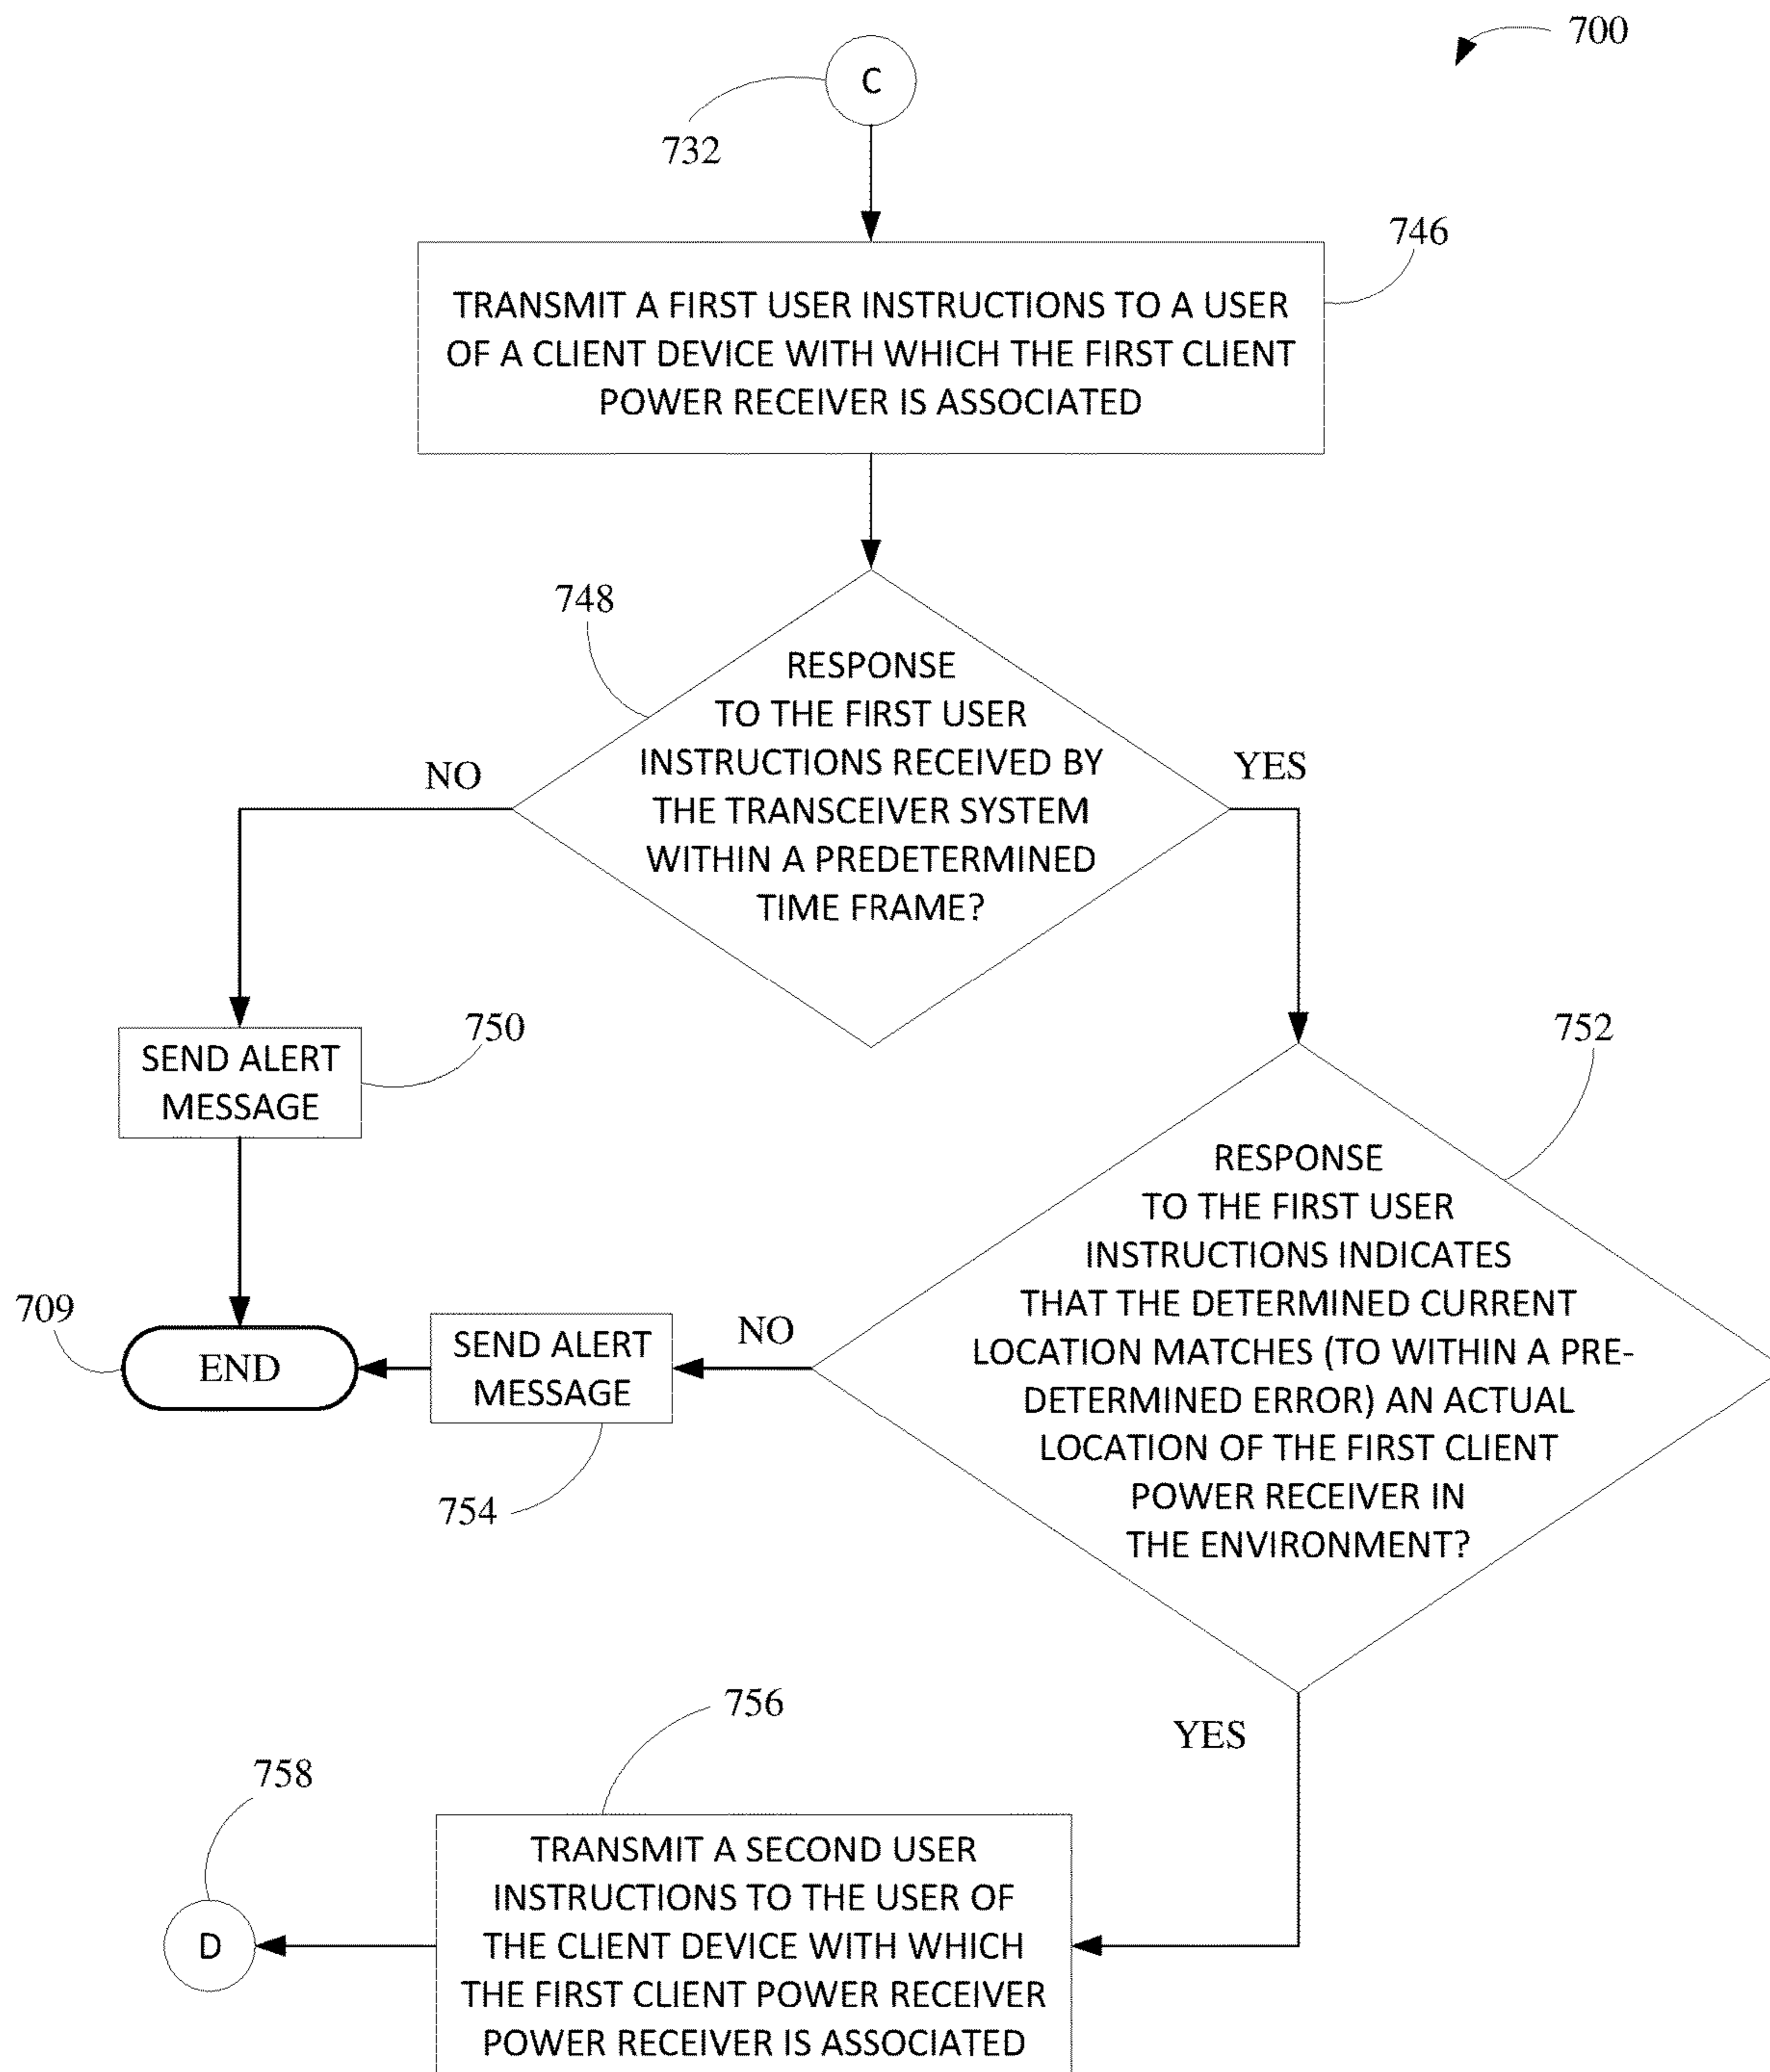 700
C
732
746
TRANSMIT A FIRST USER INSTRUCTIONS TO A USER
OF A CLIENT DEVICE WITH WHICH THE FIRST CLIENT
POWER RECEIVER IS ASSOCIATED
748
RESPONSE
TO THE FIRST USER
INSTRUCTIONS RECEIVED BY
THE TRANSCEIVER SYSTEM
WITHIN A PREDETERMINED
TIME FRAME?
NO
YES
750
SEND ALERT
MESSAGE
752
RESPONSE
TO THE FIRST USER
INSTRUCTIONS INDICATES
THAT THE DETERMINED CURRENT
LOCATION MATCHES (TO WITHIN A PRE-
DETERMINED ERROR) AN ACTUAL
LOCATION OF THE FIRST CLIENT
POWER RECEIVER IN
THE ENVIRONMENT?
709
END
SEND ALERT
MESSAGE
NO
754
YES
756
758
D
TRANSMIT A SECOND USER
INSTRUCTIONS TO THE USER OF
THE CLIENT DEVICE WITH WHICH
THE FIRST CLIENT POWER RECEIVER
POWER RECEIVER IS ASSOCIATED